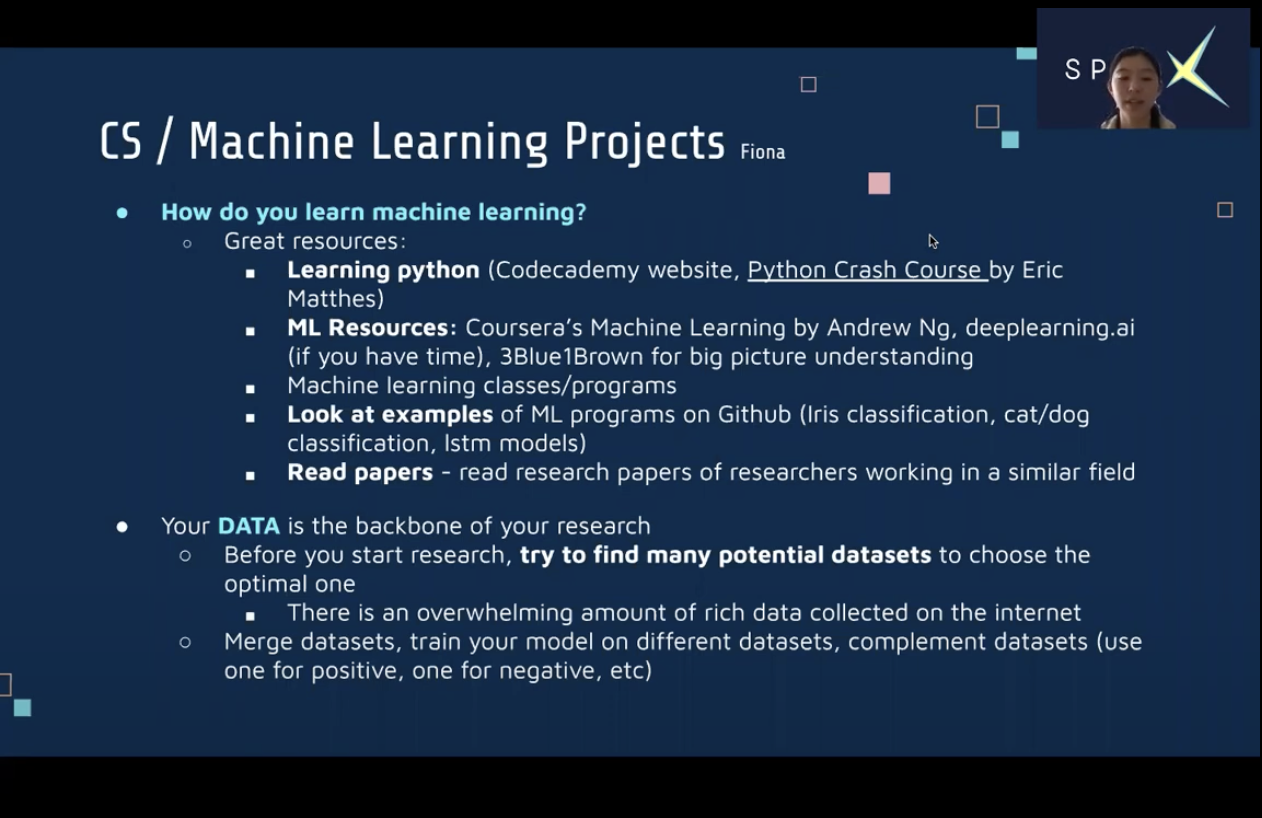 SP
CS / Machine Learning Projects Fiona
● How do you learn machine learning?
○ Great resources:
■ Learning python (Codecademy website, Python Crash Course by Eric
Matthes)
■ ML Resources: Coursera's Machine Learning by Andrew Ng, deeplearning.ai
(if you have time), 3Blue1Brown for big picture understanding
■ Machine learning classes/programs
■ Look at examples of ML programs on Github (Iris classification, cat/dog
classification, lstm models)
■ Read papers - read research papers of researchers working in a similar field
● Your DATA is the backbone of your research
○ Before you start research, try to find many potential datasets to choose the
optimal one
■ There is an overwhelming amount of rich data collected on the internet
○ Merge datasets, train your model on different datasets, complement datasets (use
one for positive, one for negative, etc)